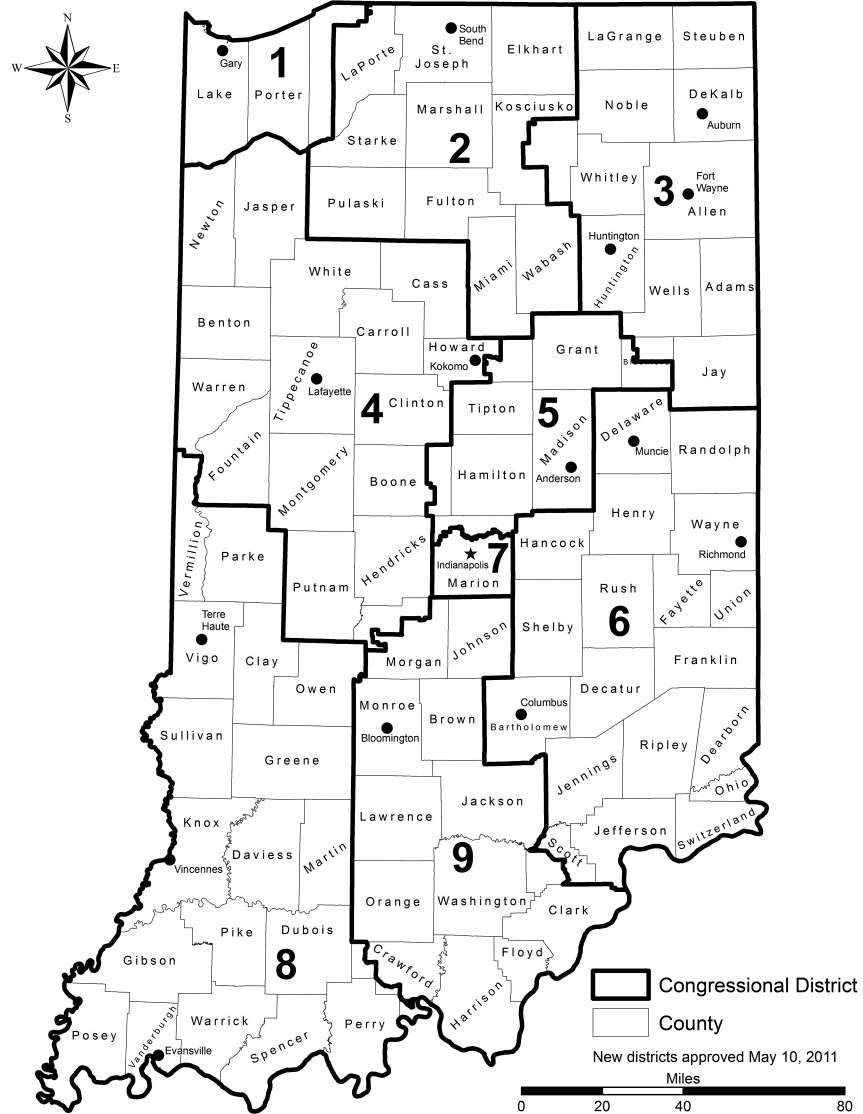 N
W
E
S
1
2
3
4
5
6
7
8
9
Gary
Lake
Porter
LaPorte
St.
Joseph
South
Bend
Elkhart
LaGrange
Steuben
Noble
DeKalb
Auburn
Marshall
Kosciusko
Starke
Whitley
Fort
Wayne
Allen
Newton
Jasper
Pulaski
Fulton
Miami
Wabash
Huntington
Huntington
Wells
Adams
White
Cass
Benton
Carroll
Howard
Kokomo
Grant
Jay
Warren
Tippecanoe
Lafayette
Clinton
Tipton
Madison
Anderson
Delaware
Muncie
Randolph
Fountain
Montgomery
Boone
Hamilton
Henry
Wayne
Richmond
Vermillion
Parke
Putnam
Hendricks
Indianapolis
Marion
Hancock
Rush
Fayette
Union
Terre
Haute
Vigo
Clay
Owen
Morgan
Johnson
Shelby
Decatur
Franklin
Monroe
Bloomington
Brown
Columbus
Bartholomew
Sullivan
Greene
Jennings
Ripley
Dearborn
Ohio
Knox
Vincennes
Daviess
Martin
Lawrence
Jackson
Scott
Jefferson
Switzerland
Orange
Washington
Clark
Gibson
Pike
Dubois
Crawford
Floyd
Harrison
Posey
Vanderburgh
Evansville
Warrick
Spencer
Perry
Congressional District
County
New districts approved May 10, 2011
Miles
0 20 40 80